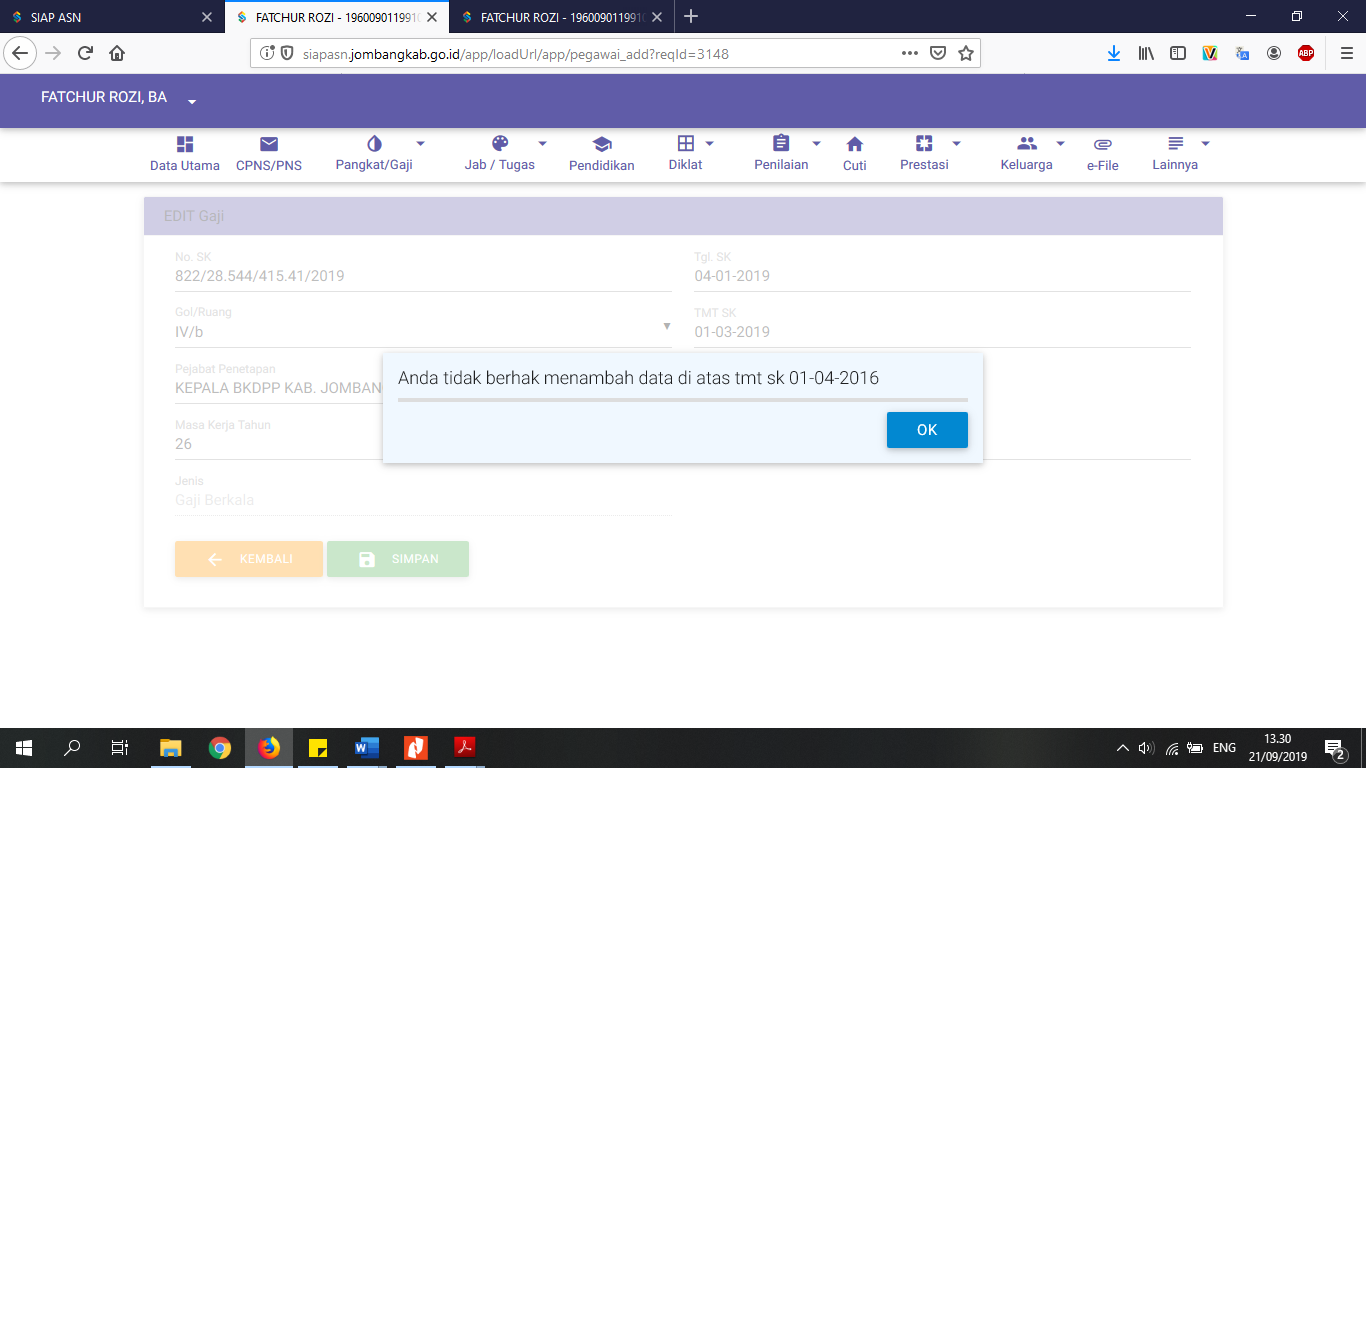 SIAP ASN
FATCHUR ROZI - 1960090119910
FATCHUR ROZI - 1960090119910
siapasn.jombangkab.go.id/app/loadUrl/app/pegawai_add?reqId=3148
ABP
FATCHUR ROZI, BA
Data Utama
CPNS/PNS
Pangkat/Gaji
Jab / Tugas
Pendidikan
Diklat
Penilaian
Cuti
Prestasi
Keluarga
e-File
Lainnya
EDIT Gaji
No. SK
822/28.544/415.41/2019
Tgl. SK
04-01-2019
Gol/Ruang
IV/b
TMT SK
01-03-2019
Pejabat Penetapan
KEPALA BKDPP KAB. JOMBANG
Anda tidak berhak menambah data di atas tmt sk 01-04-2016
OK
Masa Kerja Tahun
26
Jenis
Gaji Berkala
KEMBALI
SIMPAN
ENG
13.30
21/09/2019
2